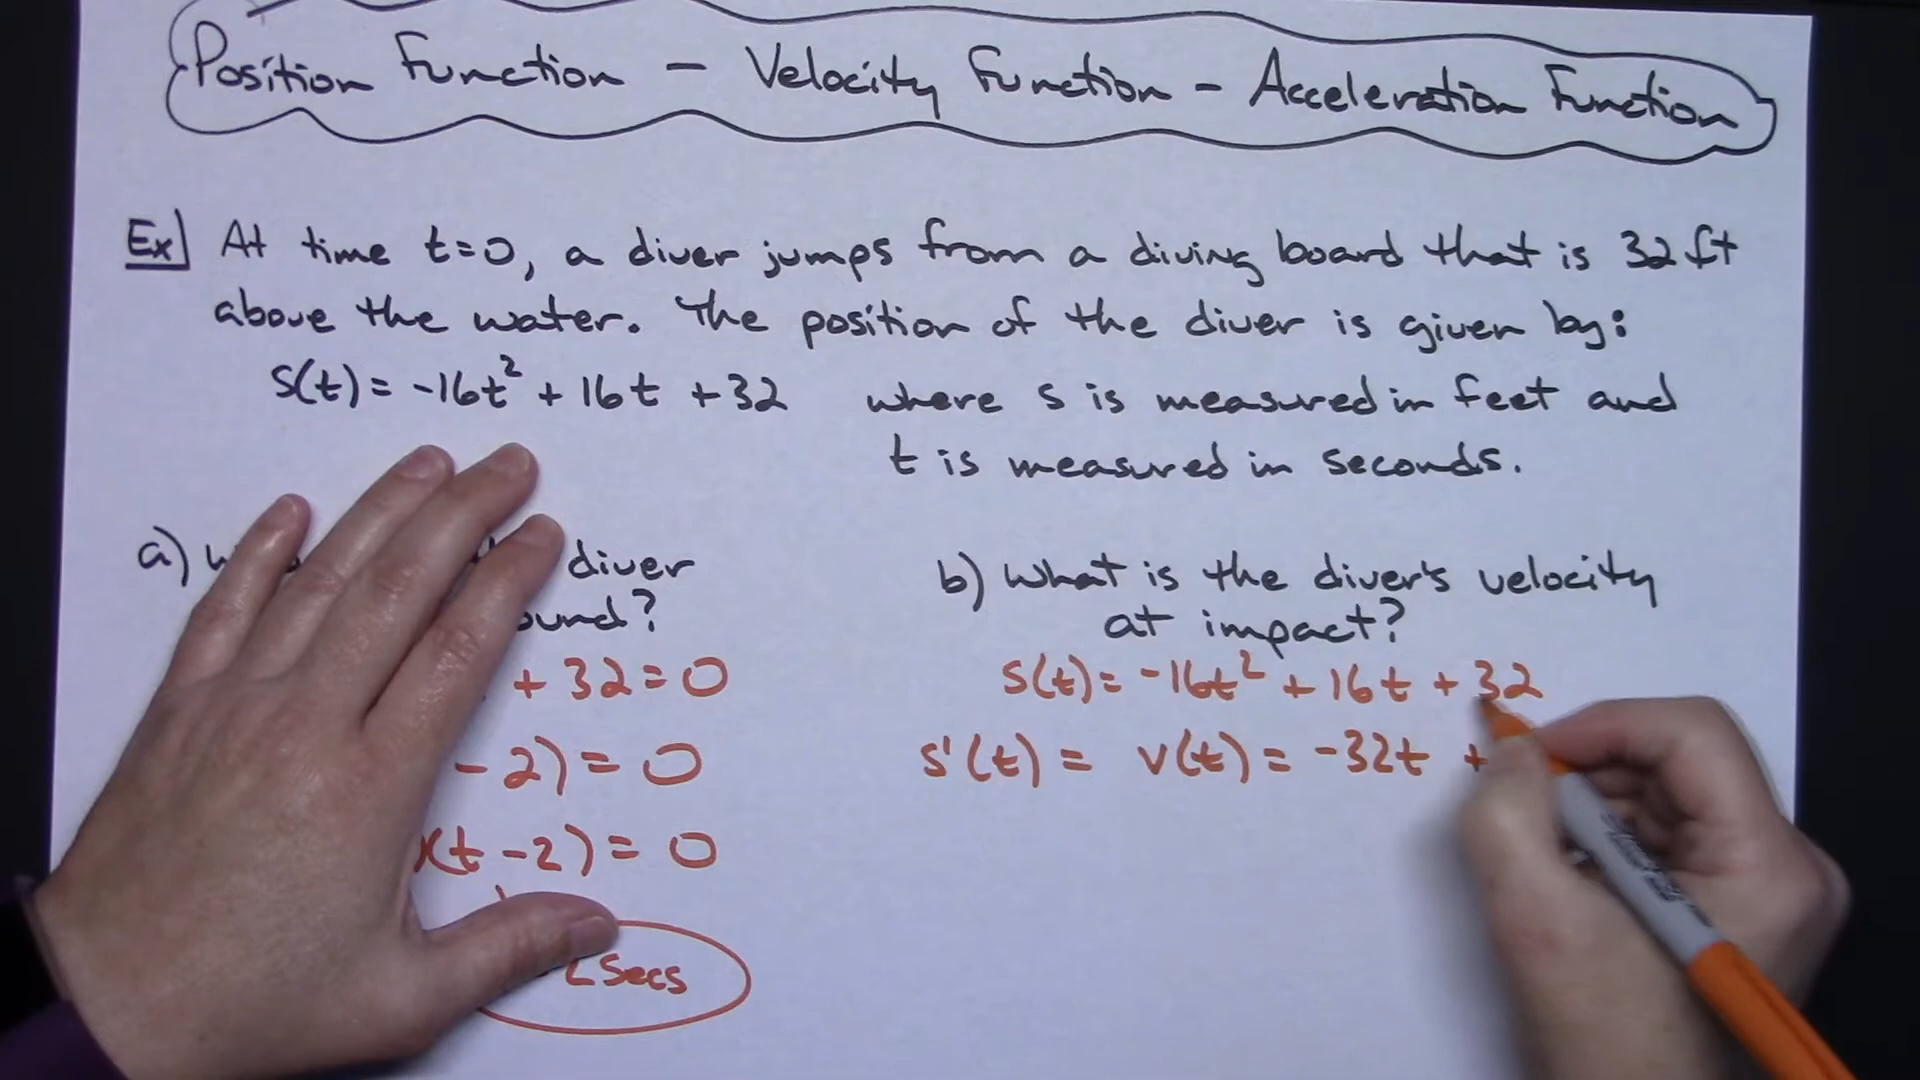 Position Function - Velocity Function - Acceleration Function
Ex] At time t=0, a diver jumps from a diving board that is 32 ft
above the water. The position of the diver is given by:
s(t) = -16t² + 16t + 32 where s is measured in feet and
t is measured in seconds.
a) diver
ound?
+ 32 = 0
- 2) = 0
)(t - 2) = 0
2 secs
b) What is the diver's velocity
at impact?
s(t) = -16t² + 16t + 32
s'(t) = v(t) = -32t +